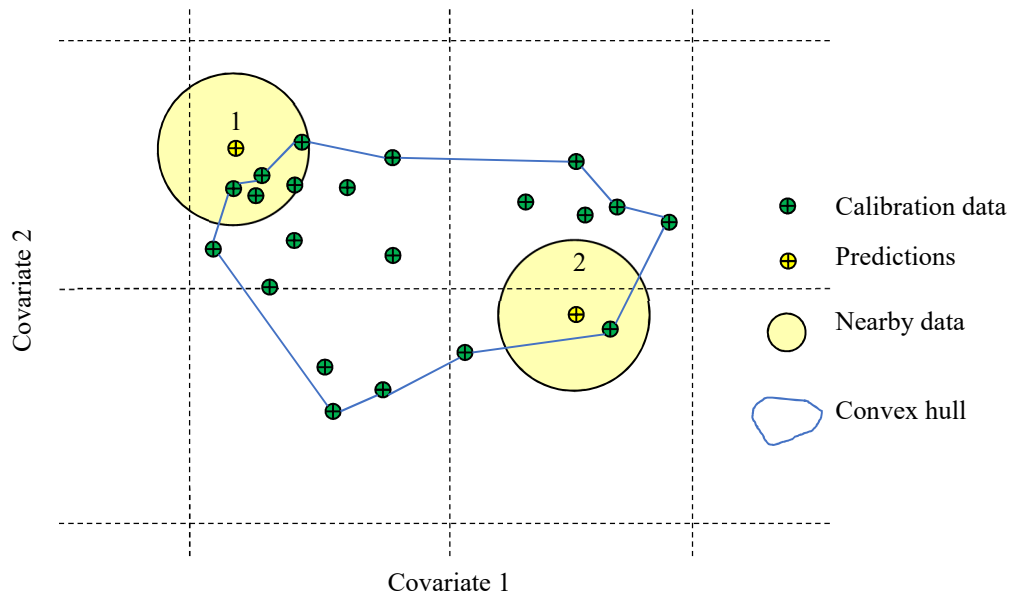 1
2
Calibration data
Predictions
Nearby data
Convex hull
Covariate 2
Covariate 1